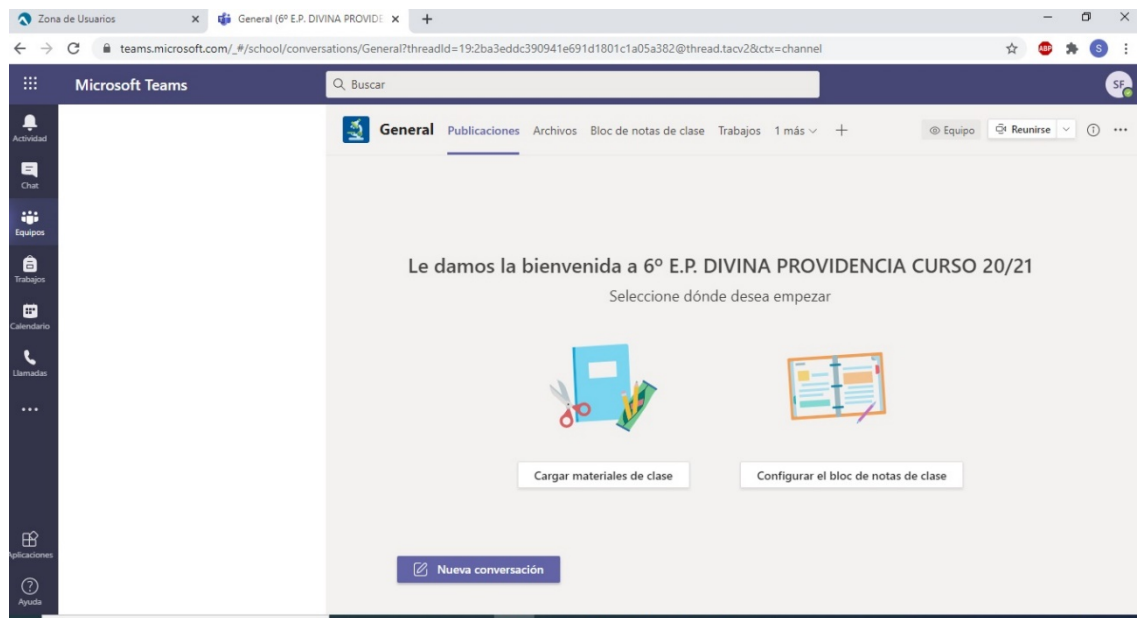 Zona de Usuarios
General (6º E.P. DIVINA PROVIDE
teams.microsoft.com/_#/school/conversations/General?threadId=19:2ba3eddc390941e691d1801c1a05a382@thread.tacv2&ctx=channel
ABP
S
Microsoft Teams
Buscar
SF
Actividad
Chat
Equipos
Trabajos
Calendario
Llamadas
Aplicaciones
Ayuda
General Publicaciones Archivos Bloc de notas de clase Trabajos 1 más
Equipo
Reunirse
Le damos la bienvenida a 6º E.P. DIVINA PROVIDENCIA CURSO 20/21
Seleccione dónde desea empezar
Cargar materiales de clase
Configurar el bloc de notas de clase
Nueva conversación